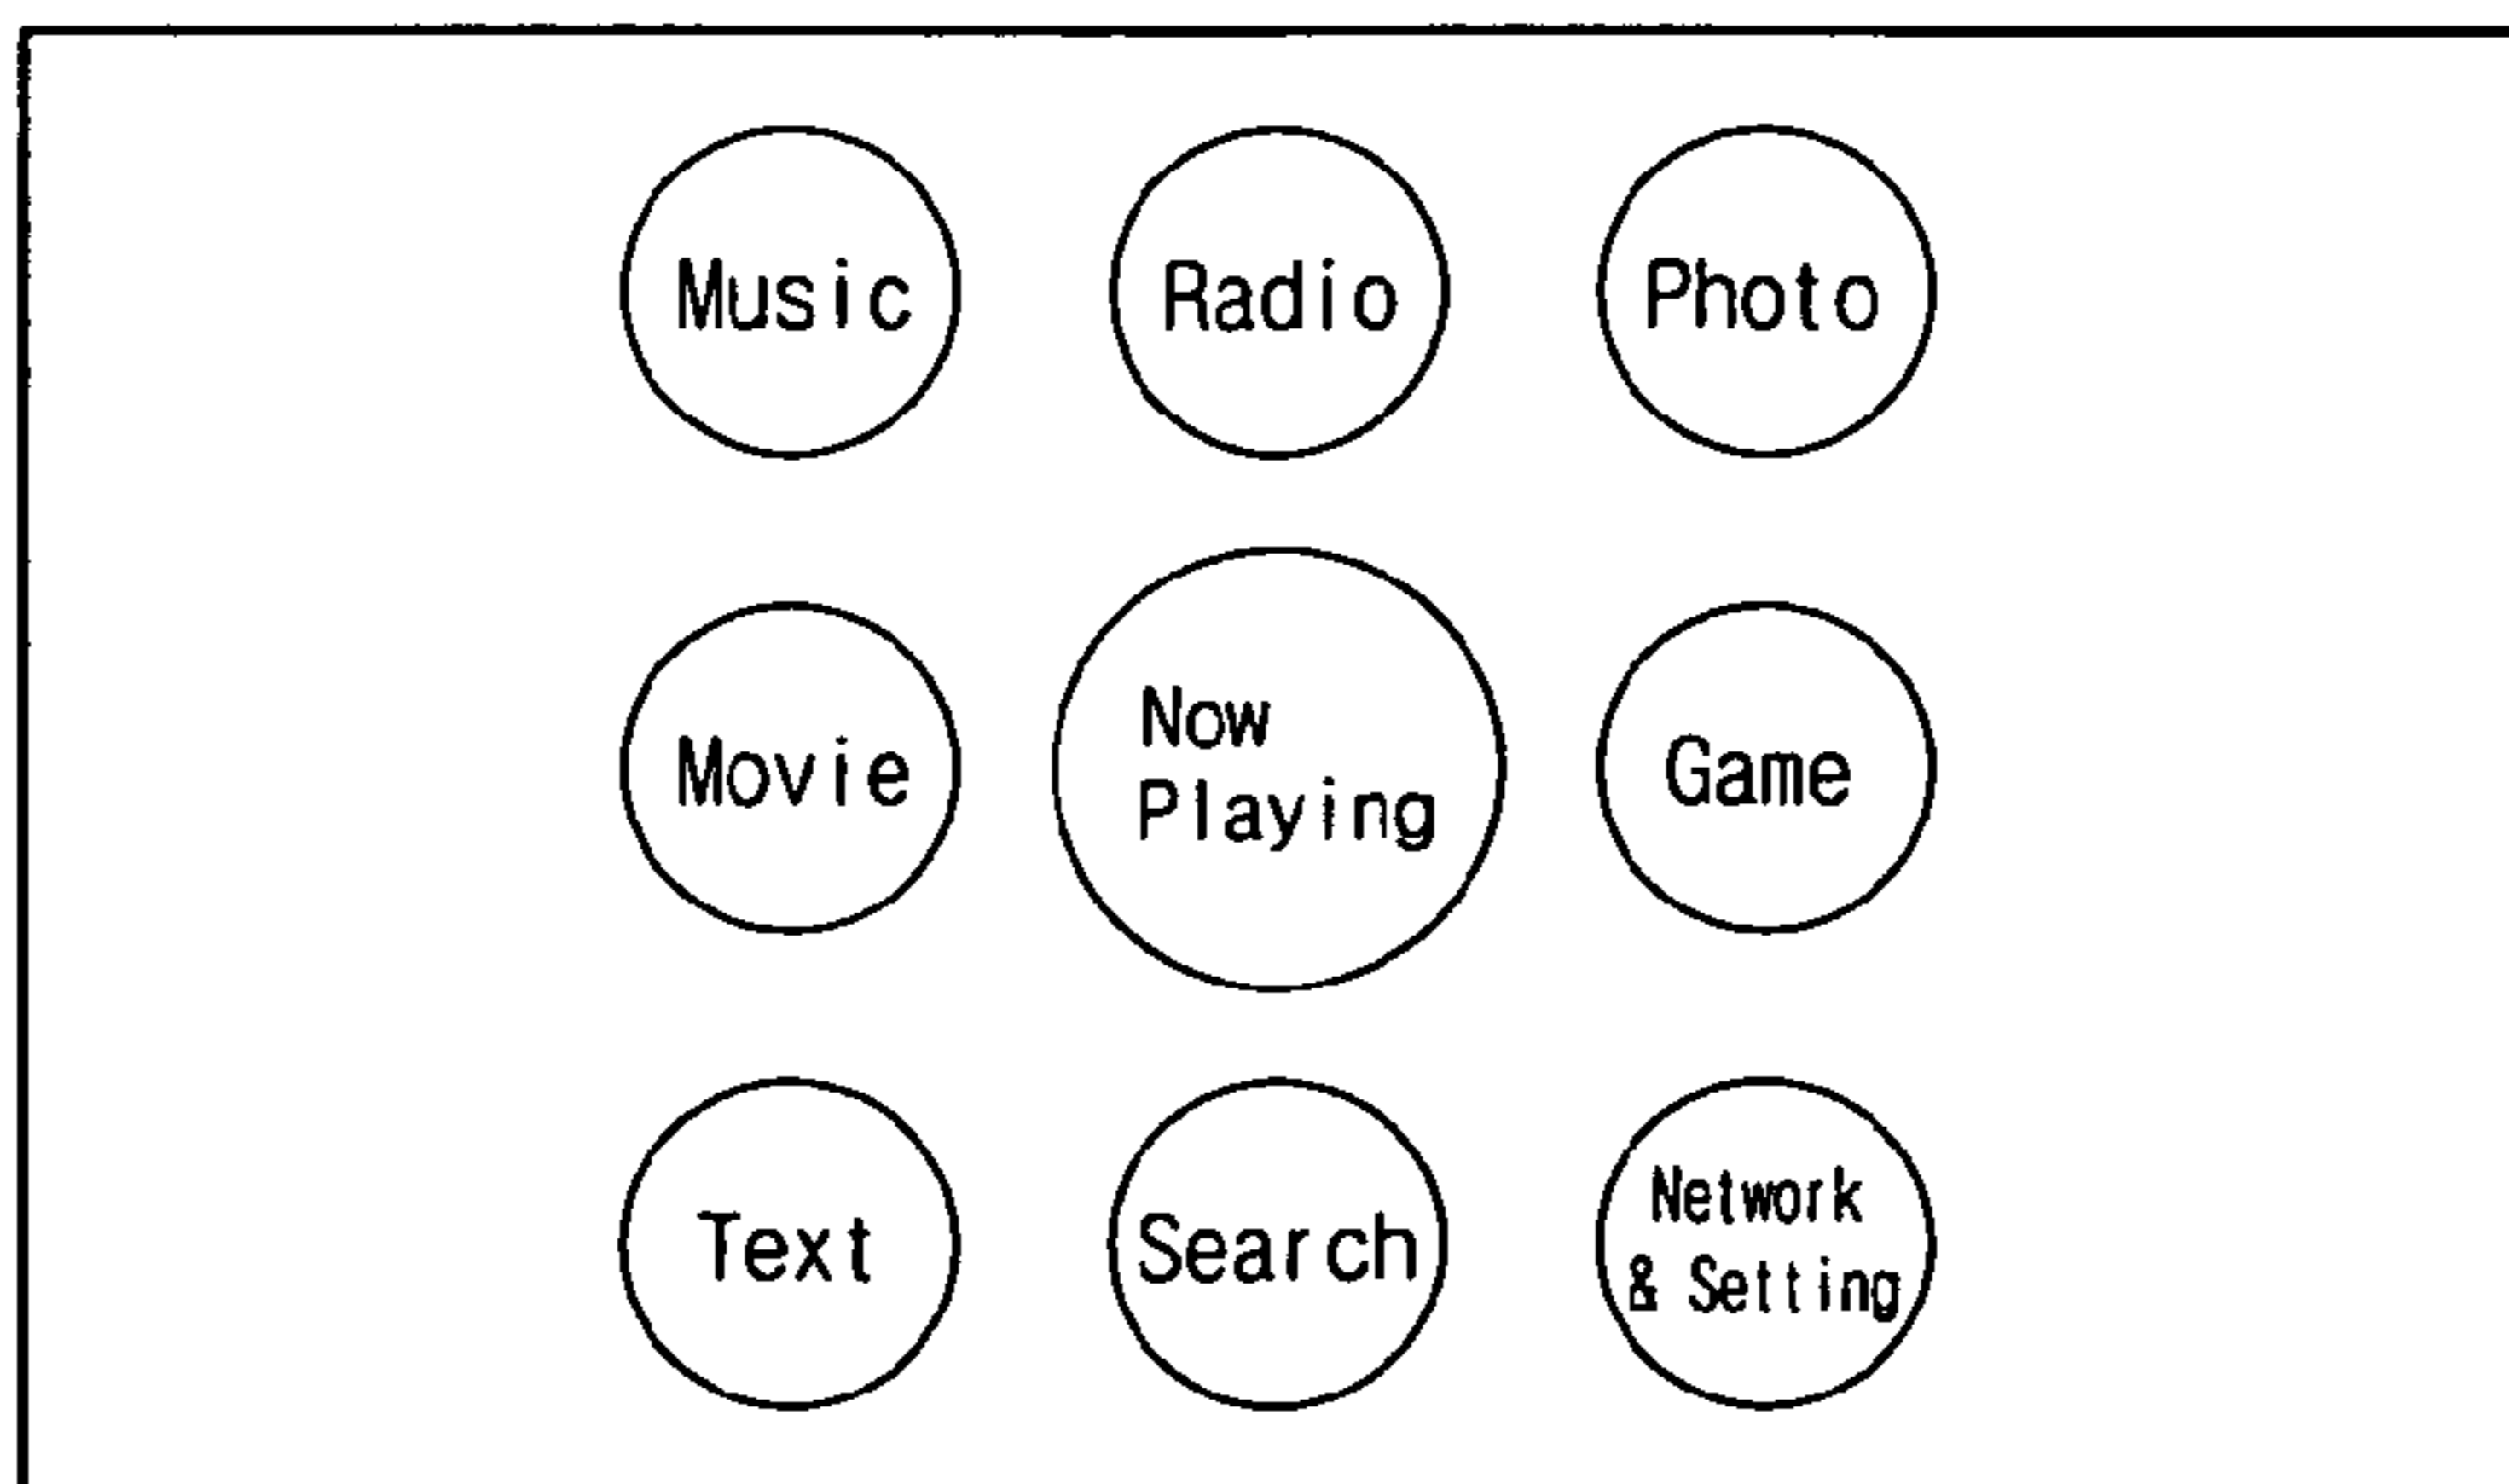 Music
Radio
Photo
Movie
Now
Playing
Game
Text
Search
Network
& Setting